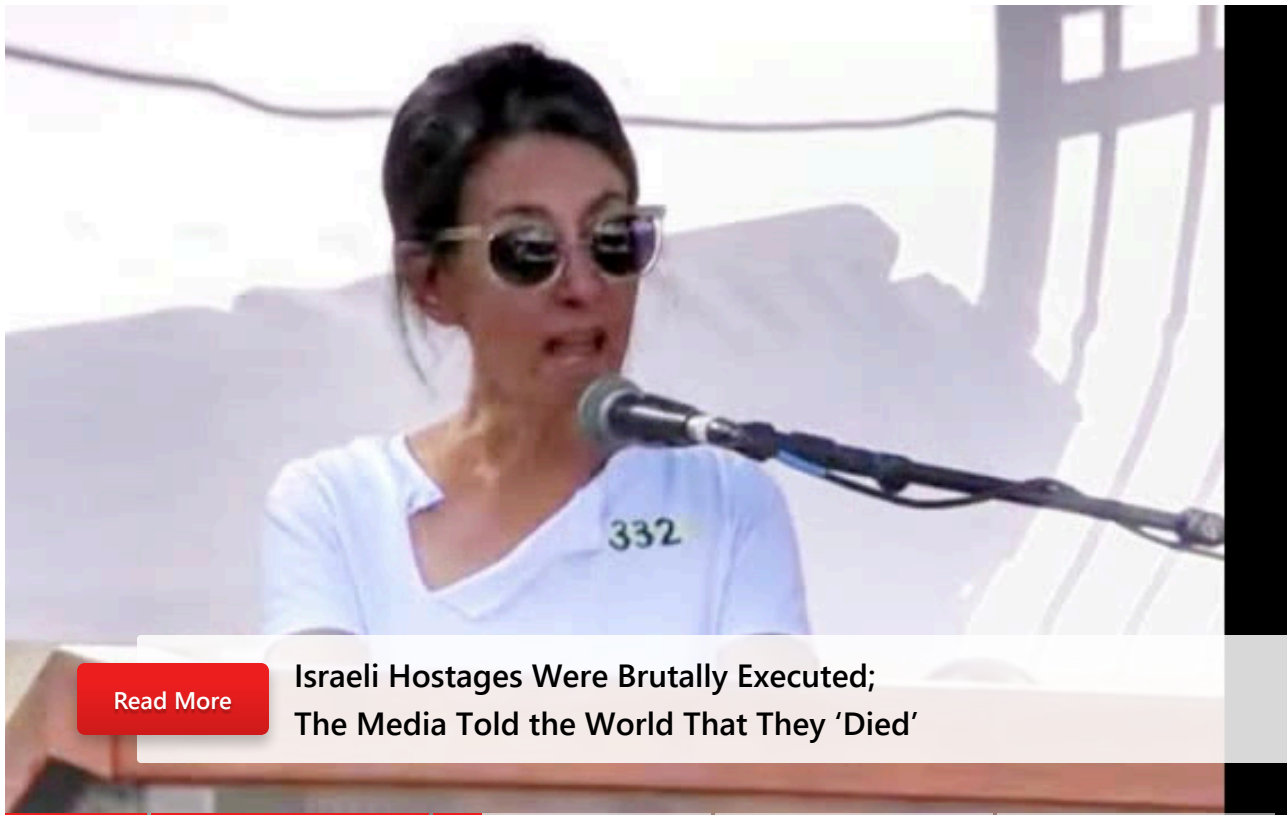 332
Read More
Israeli Hostages Were Brutally Executed;
The Media Told the World That They ‘Died’